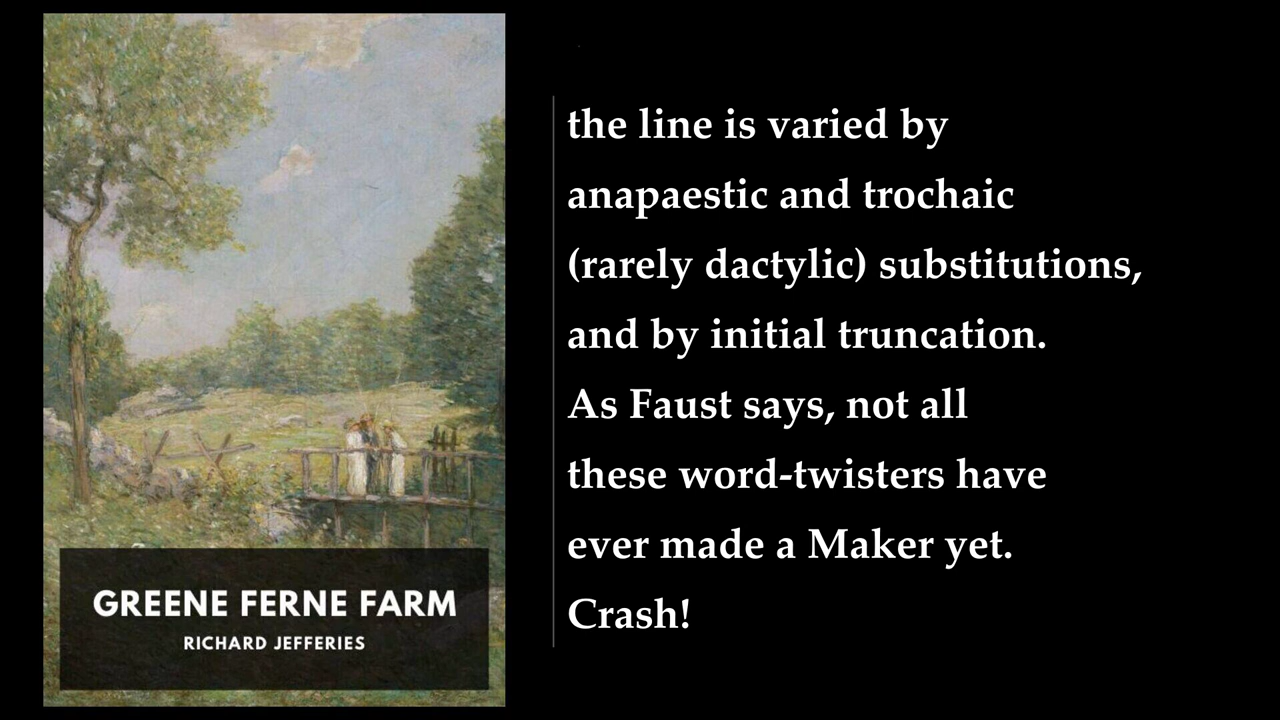 GREENE FERNE FARM
RICHARD JEFFERIES
the line is varied by
anapaestic and trochaic
(rarely dactylic) substitutions,
and by initial truncation.
As Faust says, not all
these word-twisters have
ever made a Maker yet.
Crash!